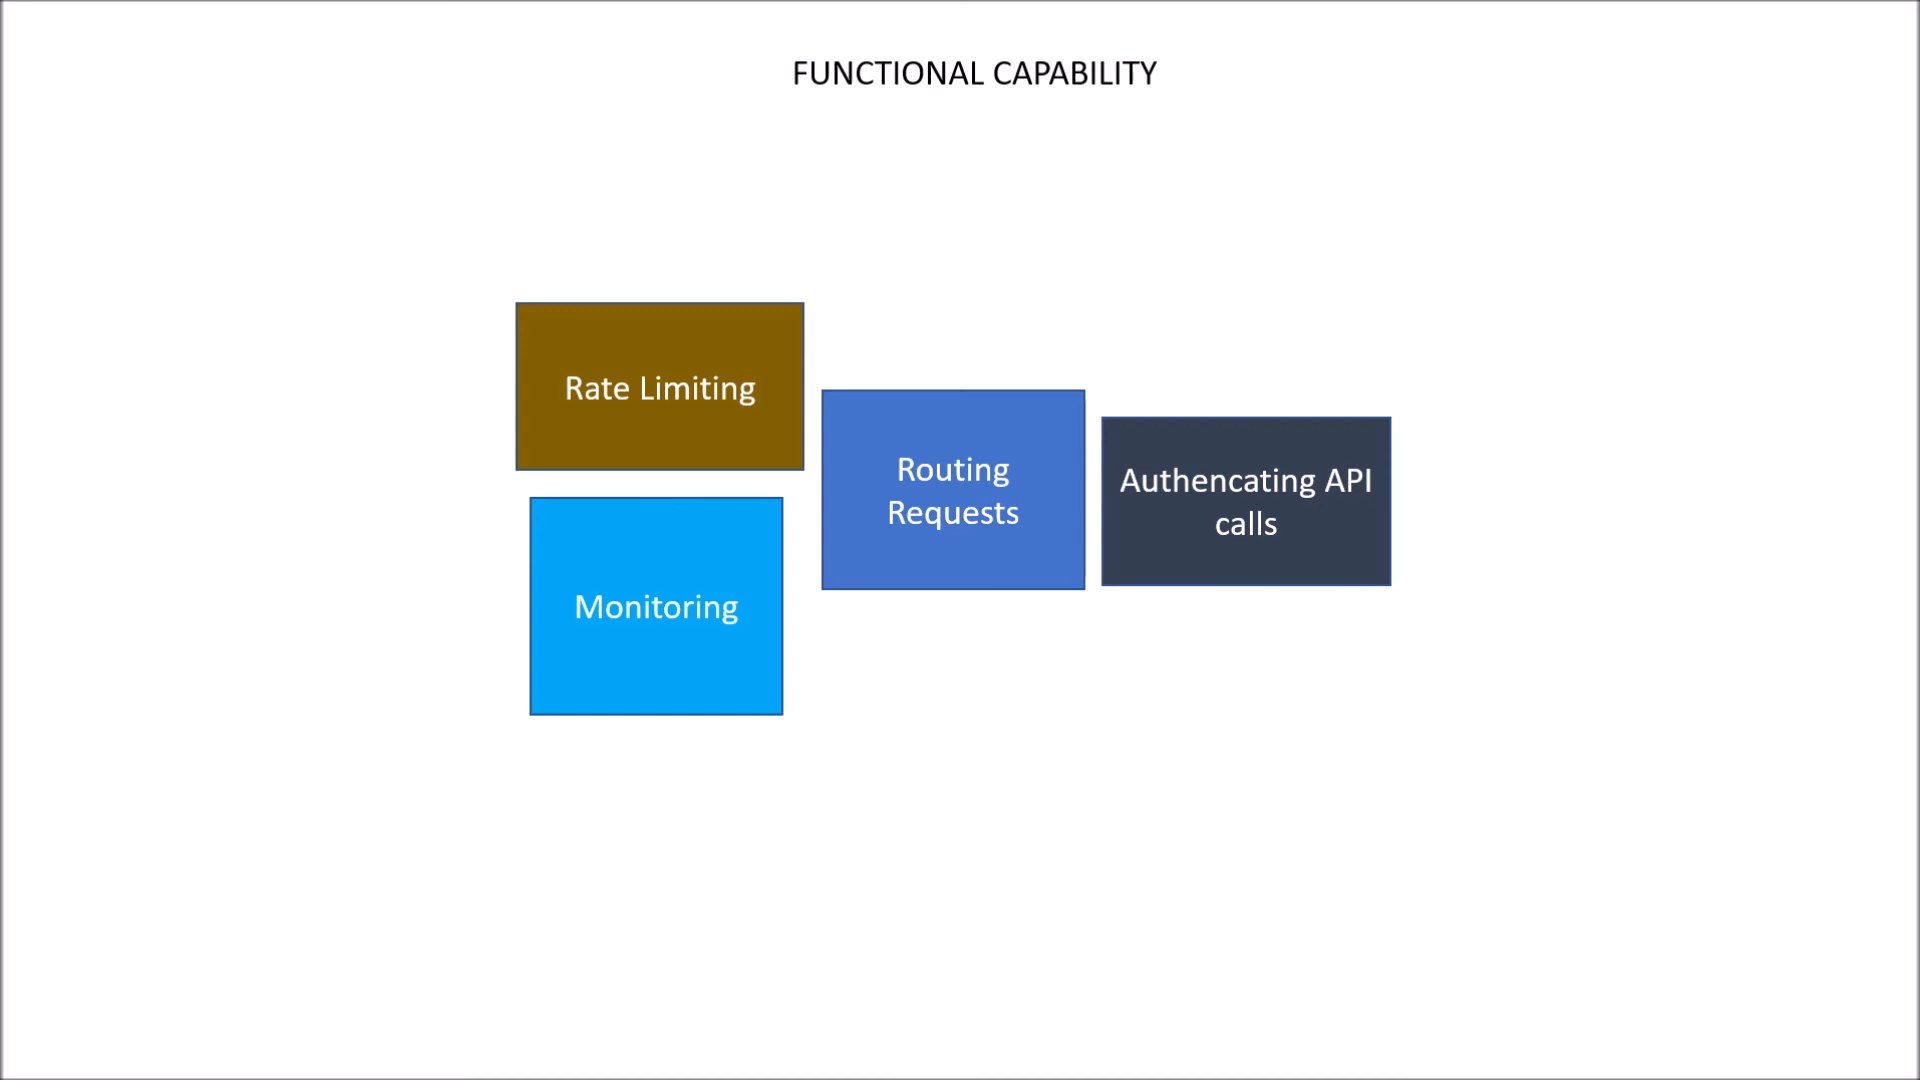 FUNCTIONAL CAPABILITY
Rate Limiting
Routing
Requests
Authencating API
calls
Monitoring